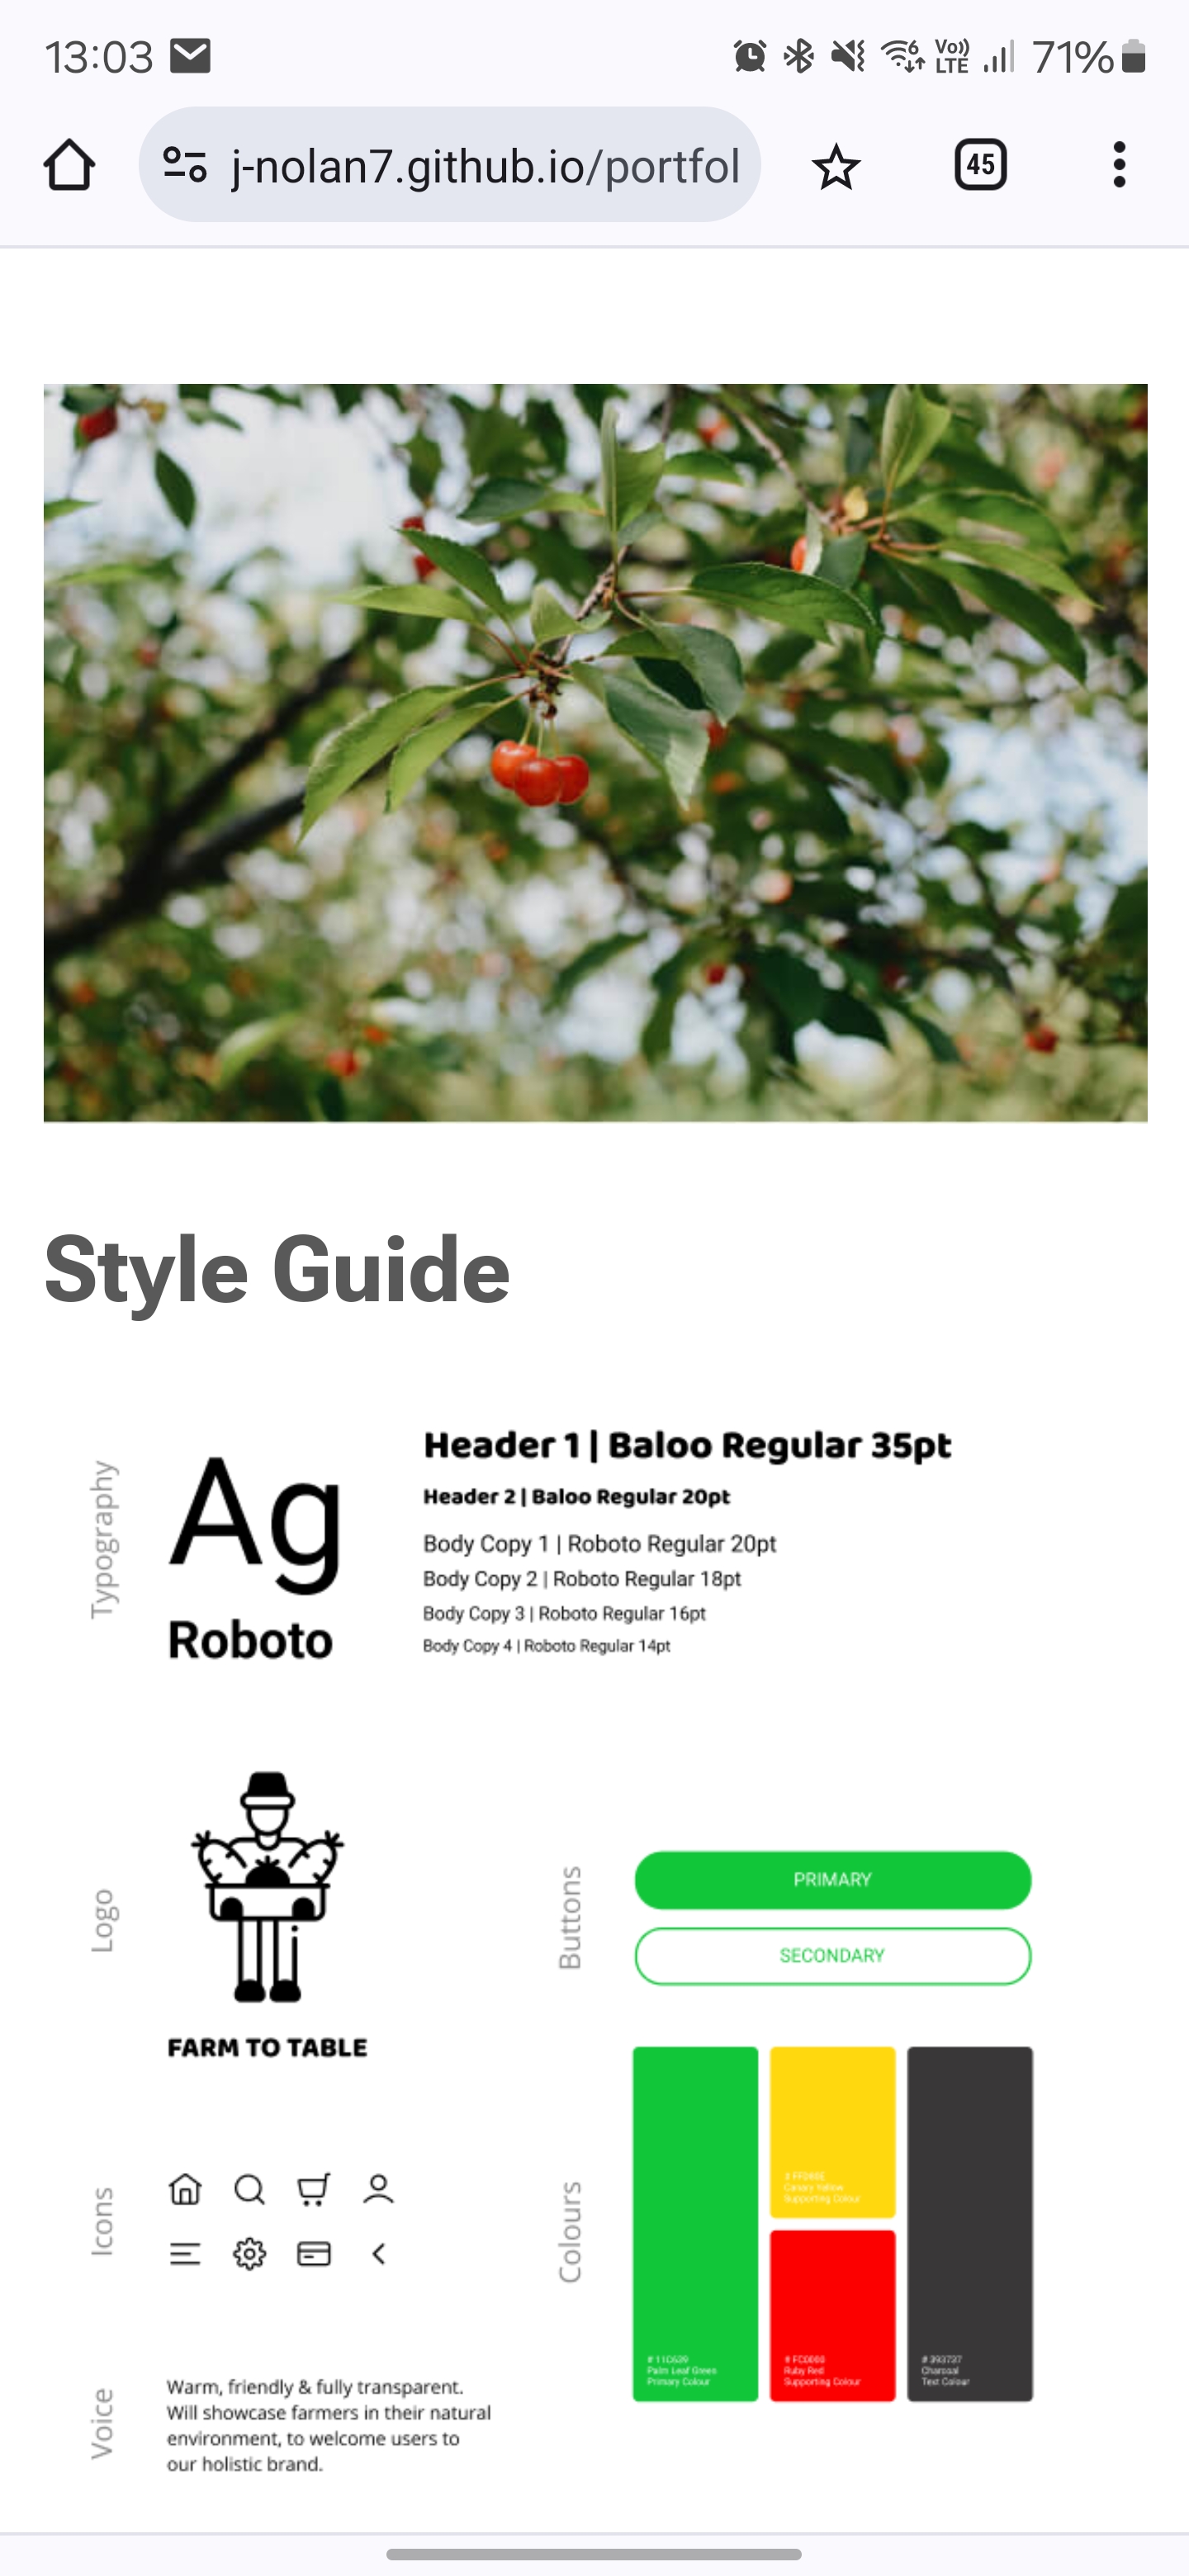 13:03
Vo))
LTE
71%
j-nolan7.github.io/portfol
45
Style Guide
Typography
Ag
Roboto
Header 1 | Baloo Regular 35pt
Header 2 | Baloo Regular 20pt
Body Copy 1 | Roboto Regular 20pt
Body Copy 2 | Roboto Regular 18pt
Body Copy 3 | Roboto Regular 16pt
Body Copy 4 | Roboto Regular 14pt
Logo
FARM TO TABLE
Buttons
PRIMARY
SECONDARY
Icons
Colours
Canary Yellow
Supporting Colour
Palm Leaf Green
Primary Colour
Ruby Red
Supporting Colour
# 393737
Charcoal
Text Colour
Voice
Warm, friendly & fully transparent.
Will showcase farmers in their natural
environment, to welcome users to
our holistic brand.